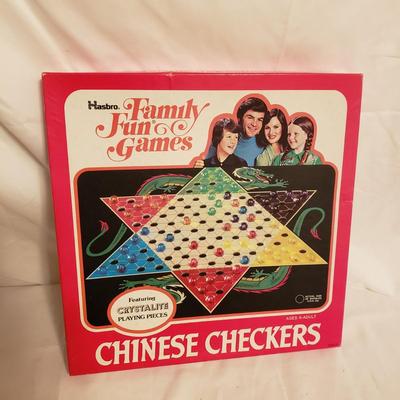 Hasbro.
Family
Fun
Games
Featuring
CRYSTALITE
PLAYING PIECES
AGES 6-ADULT
CHINESE CHECKERS